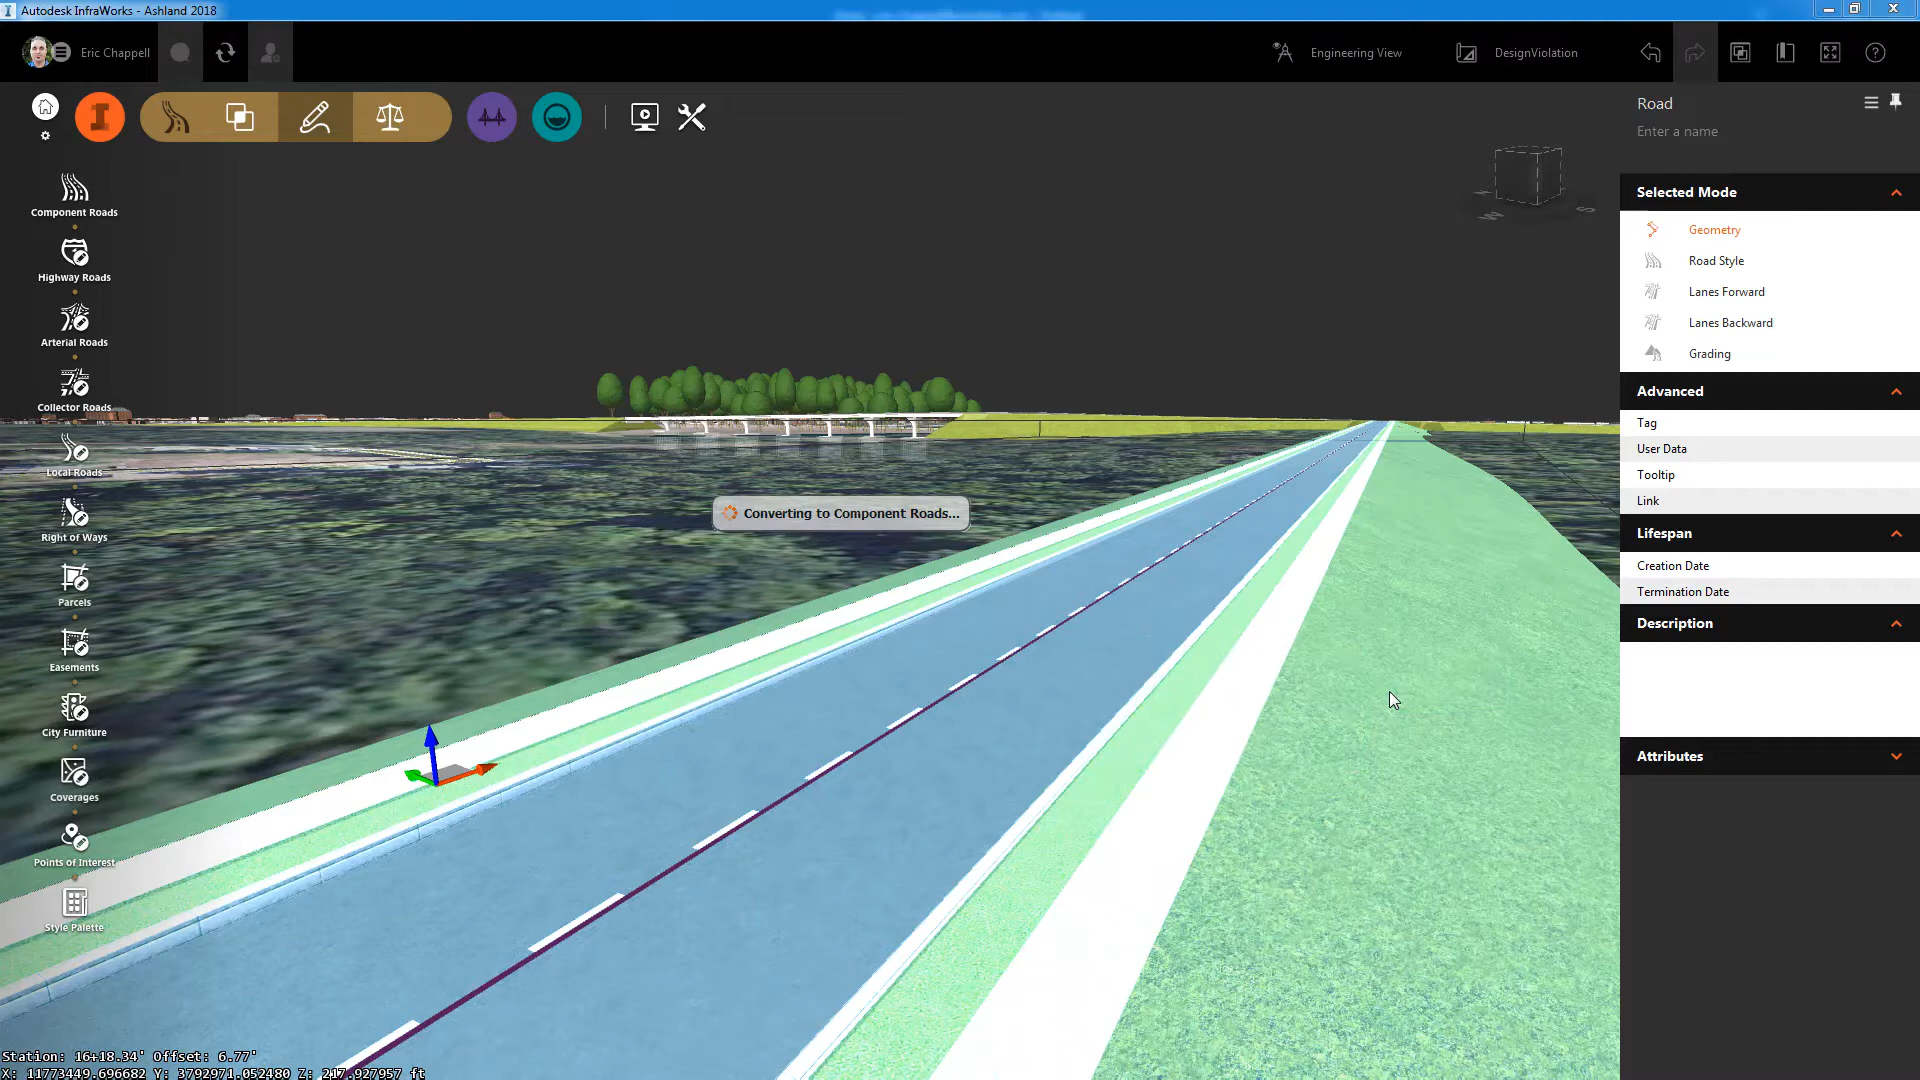 Autodesk InfraWorks - Ashland 2018
Eric Chappell
Engineering View
DesignViolation
Road
Enter a name
Selected Mode
Geometry
Road Style
Lanes Forward
Lanes Backward
Grading
Advanced
Tag
User Data
Tooltip
Link
Lifespan
Creation Date
Termination Date
Description
Attributes
Component Roads
Highway Roads
Arterial Roads
Collector Roads
Local Roads
Right of Ways
Parcels
Easements
City Furniture
Coverages
Points of Interest
Style Palette
Converting to Component Roads...
W
S
Station: 16+18.34' Offset: 6.77'
X: 11773449.696682 Y: 3792971.052480 Z: 217.927957 ft